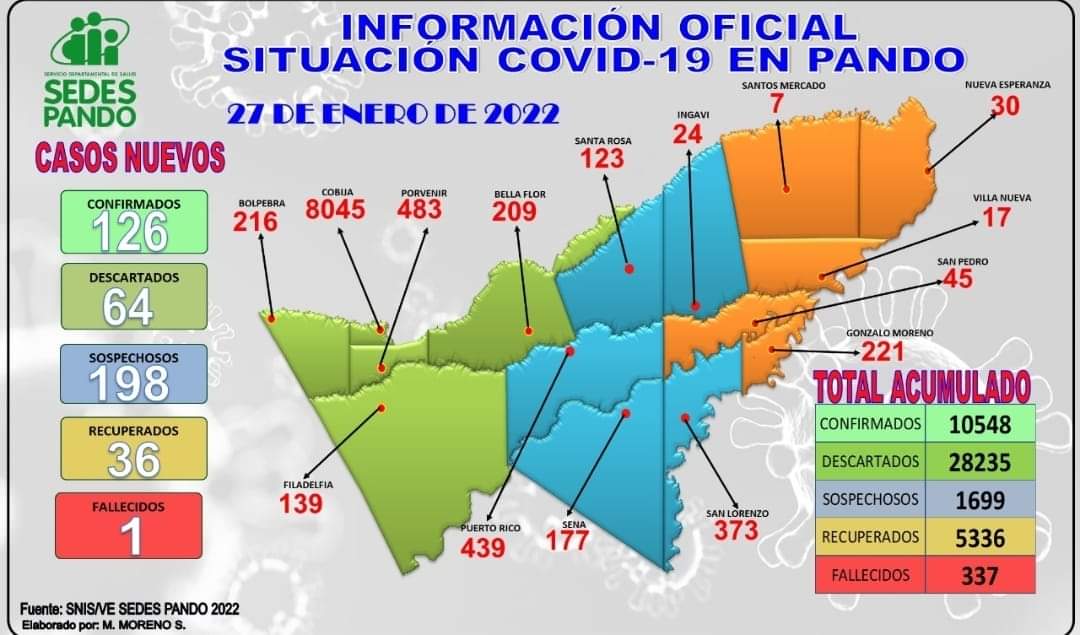 INFORMACIÓN OFICIAL
SITUACIÓN COVID-19 EN PANDO
SERVICIO DEPARTAMENTAL DE SALUD
SEDES
PANDO
27 DE ENERO DE 2022
CASOS NUEVOS
CONFIRMADOS
126
DESCARTADOS
64
SOSPECHOSOS
198
RECUPERADOS
36
FALLECIDOS
1
BOLPEBRA
216
COBIJA
8045
PORVENIR
483
BELLA FLOR
209
SANTA ROSA
123
INGAVI
24
SANTOS MERCADO
7
NUEVA ESPERANZA
30
VILLA NUEVA
17
SAN PEDRO
45
GONZALO MORENO
221
FILADELFIA
139
PUERTO RICO
439
SENA
177
SAN LORENZO
373
TOTAL ACUMULADO
CONFIRMADOS 10548
DESCARTADOS 28235
SOSPECHOSOS 1699
RECUPERADOS 5336
FALLECIDOS 337
Fuente: SNIS/VE SEDES PANDO 2022
Elaborado por: M. MORENO S.